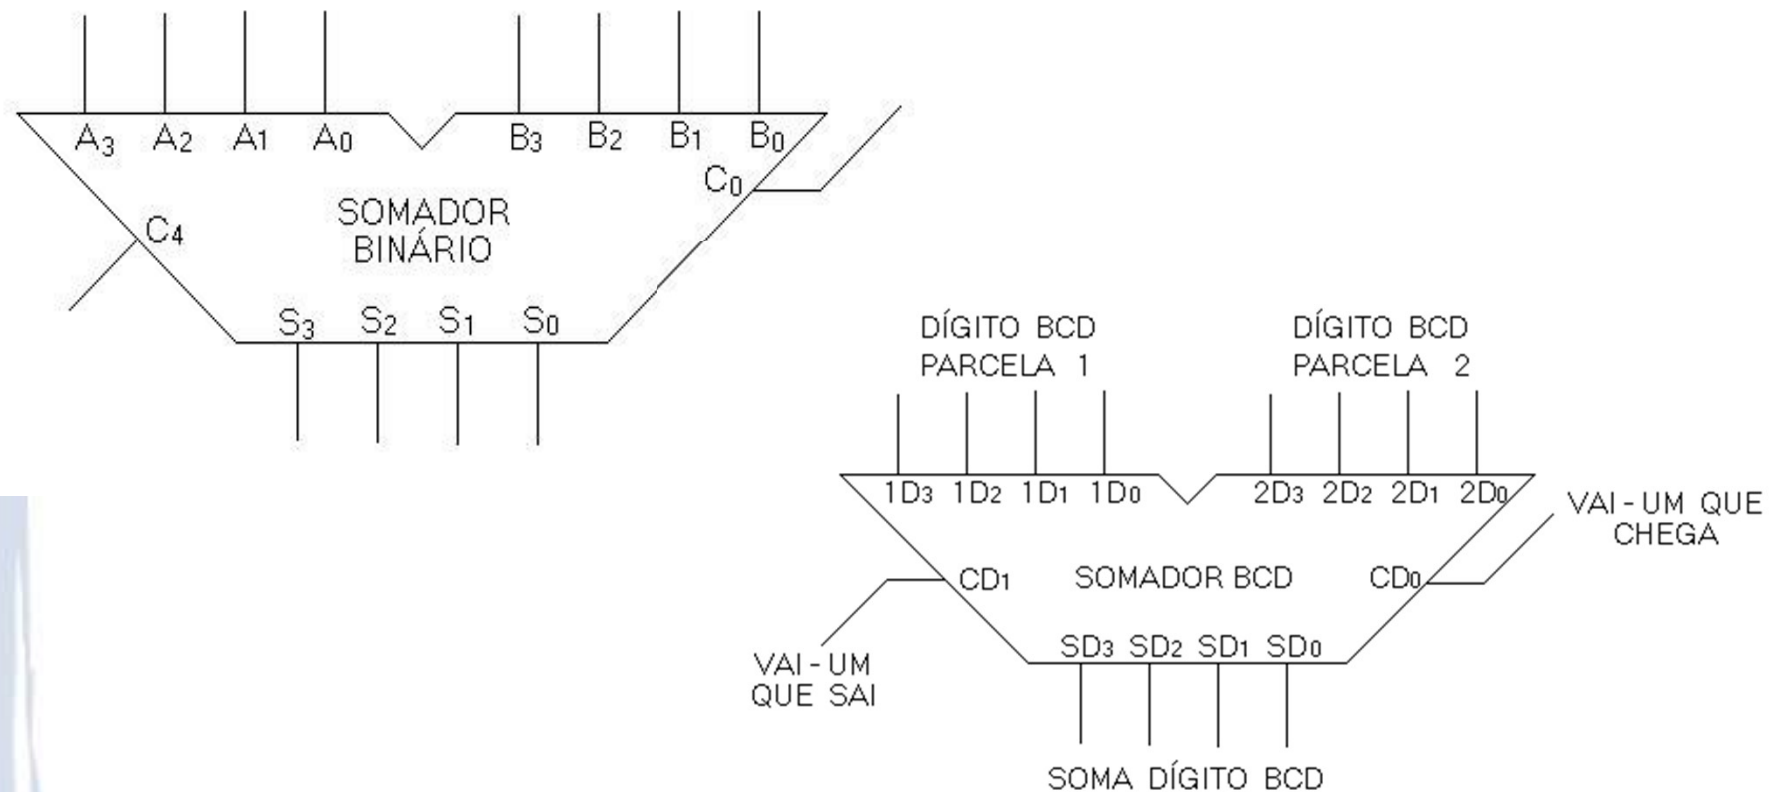 A3 A2 A1 A0 B3 B2 B1 B0
C0
SOMADOR
BINÁRIO
C4
S3 S2 S1 S0
DÍGITO BCD
PARCELA 1
DÍGITO BCD
PARCELA 2
1D3 1D2 1D1 1D0 2D3 2D2 2D1 2D0
VAI-UM QUE
CHEGA
CD1 SOMADOR BCD CD0
SD3 SD2 SD1 SD0
VAI-UM
QUE SAI
SOMA DÍGITO BCD